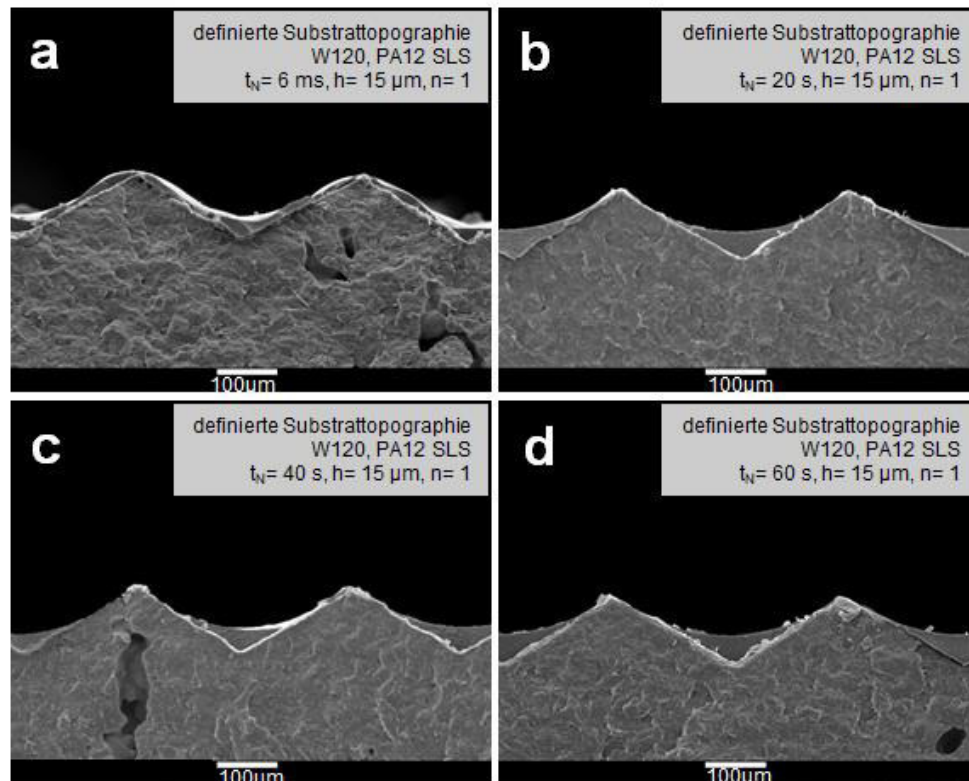 a
definierte Substrattopographie
W120, PA12 SLS
tN= 6 ms, h= 15 µm, n= 1
100µm
b
definierte Substrattopographie
W120, PA12 SLS
tN= 20 s, h= 15 µm, n= 1
100µm
c
definierte Substrattopographie
W120, PA12 SLS
tN= 40 s, h= 15 µm, n= 1
100µm
d
definierte Substrattopographie
W120, PA12 SLS
tN= 60 s, h= 15 µm, n= 1
100µm